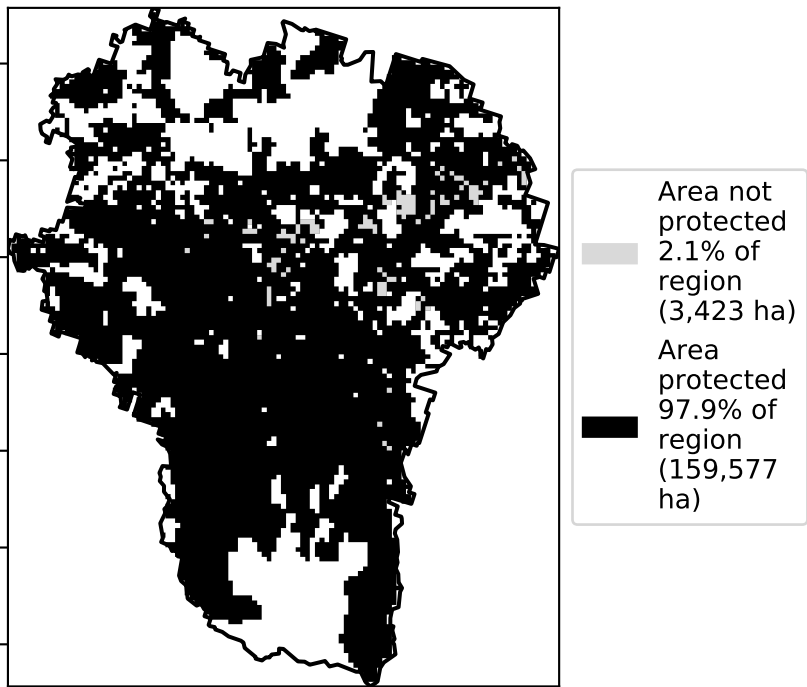 Area not
protected
2.1% of
region
(3,423 ha)
Area
protected
97.9% of
region
(159,577
ha)